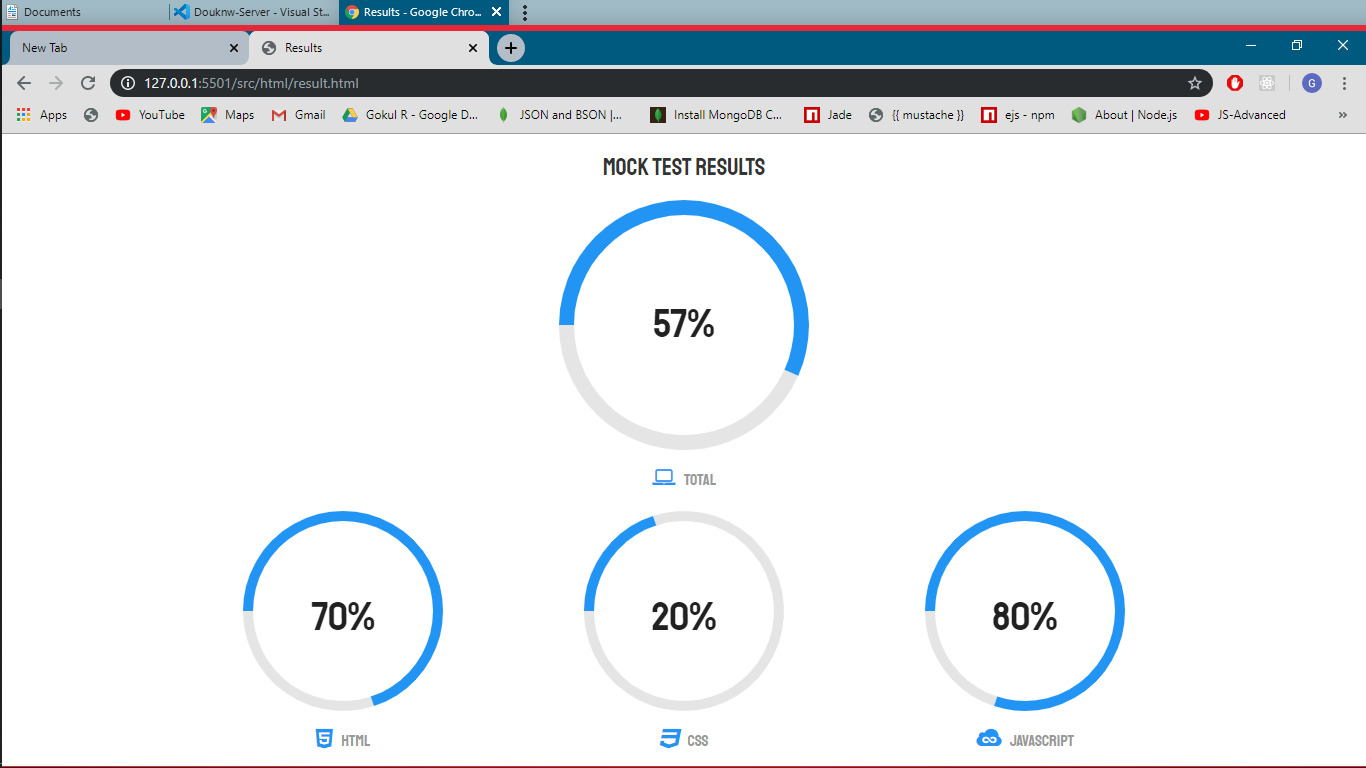 Documents
Douknw-Server - Visual St...
Results - Google Chro...
New Tab
Results
127.0.0.1:5501/src/html/result.html
G
Apps
YouTube
Maps
Gmail
Gokul R - Google D...
JSON and BSON |...
Install MongoDB C...
Jade
{{ mustache }}
ejs - npm
About | Node.js
JS-Advanced
»
MOCK TEST RESULTS
57%
TOTAL
70%
20%
80%
HTML
CSS
JAVASCRIPT